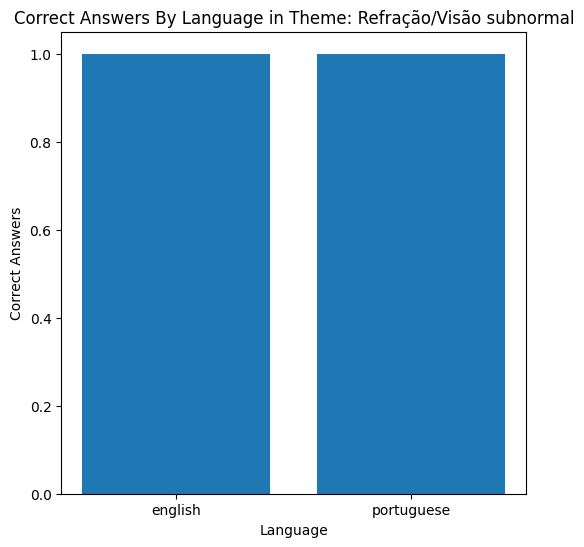 Correct Answers By Language in Theme: Refração/Visão subnormal
1.0
0.8
0.6
0.4
0.2
0.0
Correct Answers
english portuguese
Language